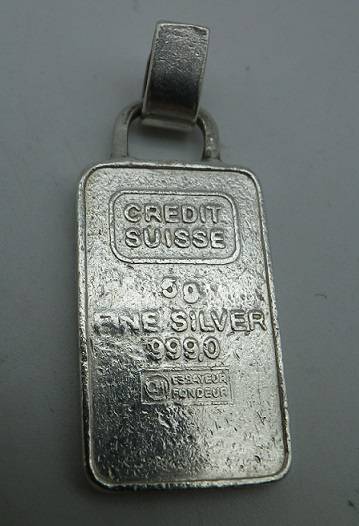 CREDIT
SUISSE
FINE SILVER
999,0
ESSAYEUR
FONDEUR